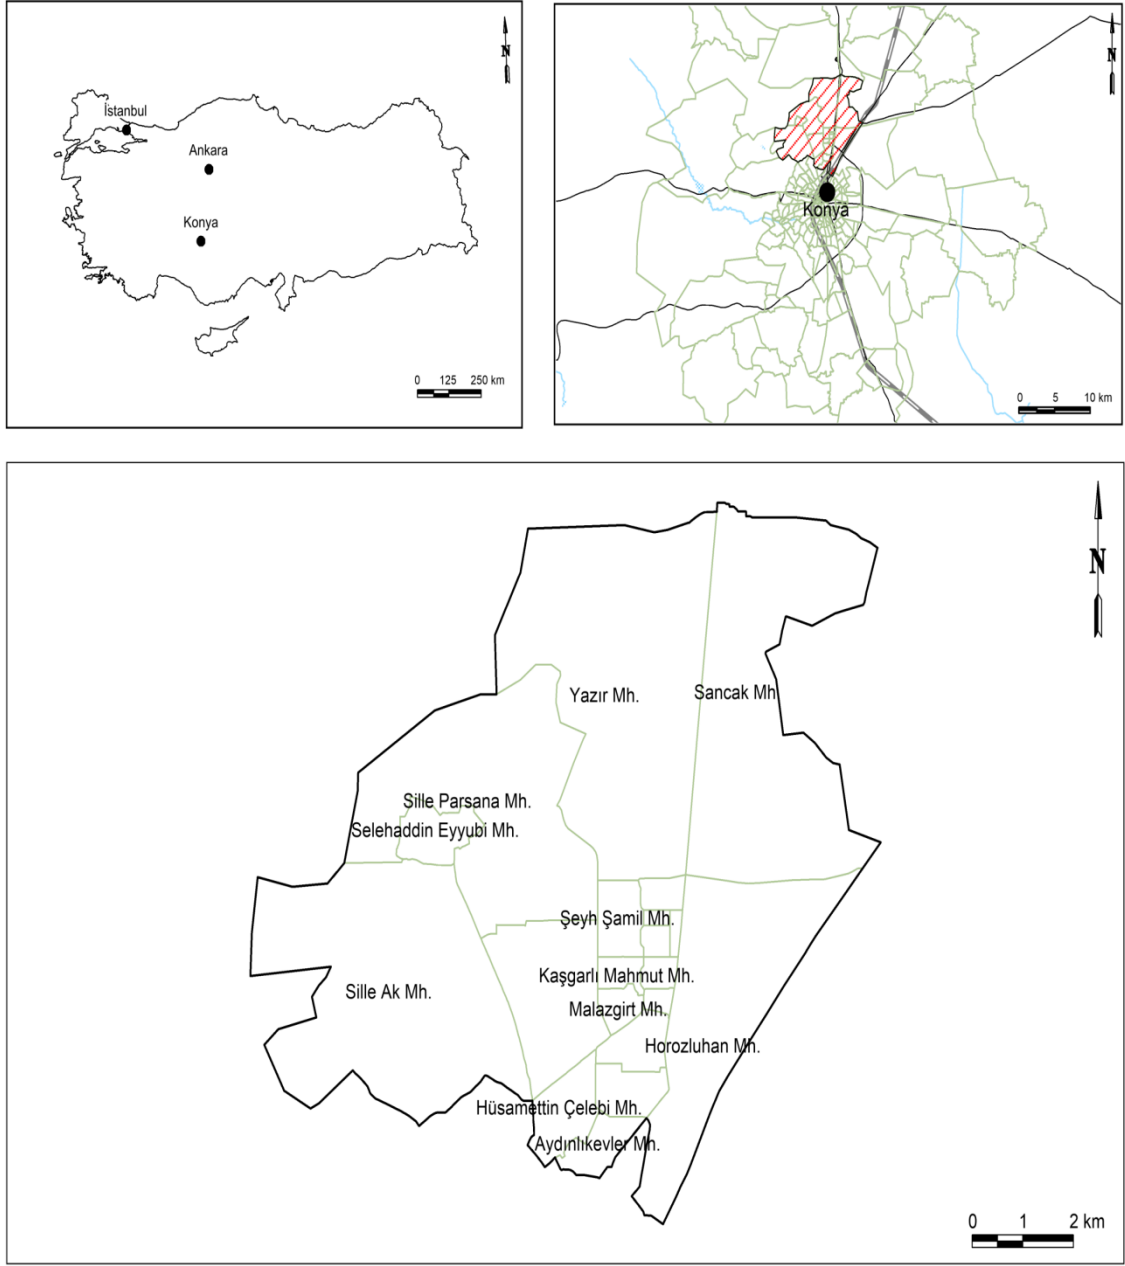 N
İstanbul
Ankara
Konya
0 125 250 km
N
Konya
0 5 10 km
N
Yazır Mh.
Sancak Mh.
Sille Parsana Mh.
Selehaddin Eyyubi Mh.
Şeyh Şamil Mh.
Kaşgarlı Mahmut Mh.
Sille Ak Mh.
Malazgirt Mh.
Horozluhan Mh.
Hüsamettin Çelebi Mh.
Aydınlıkevler Mh.
0 1 2 km